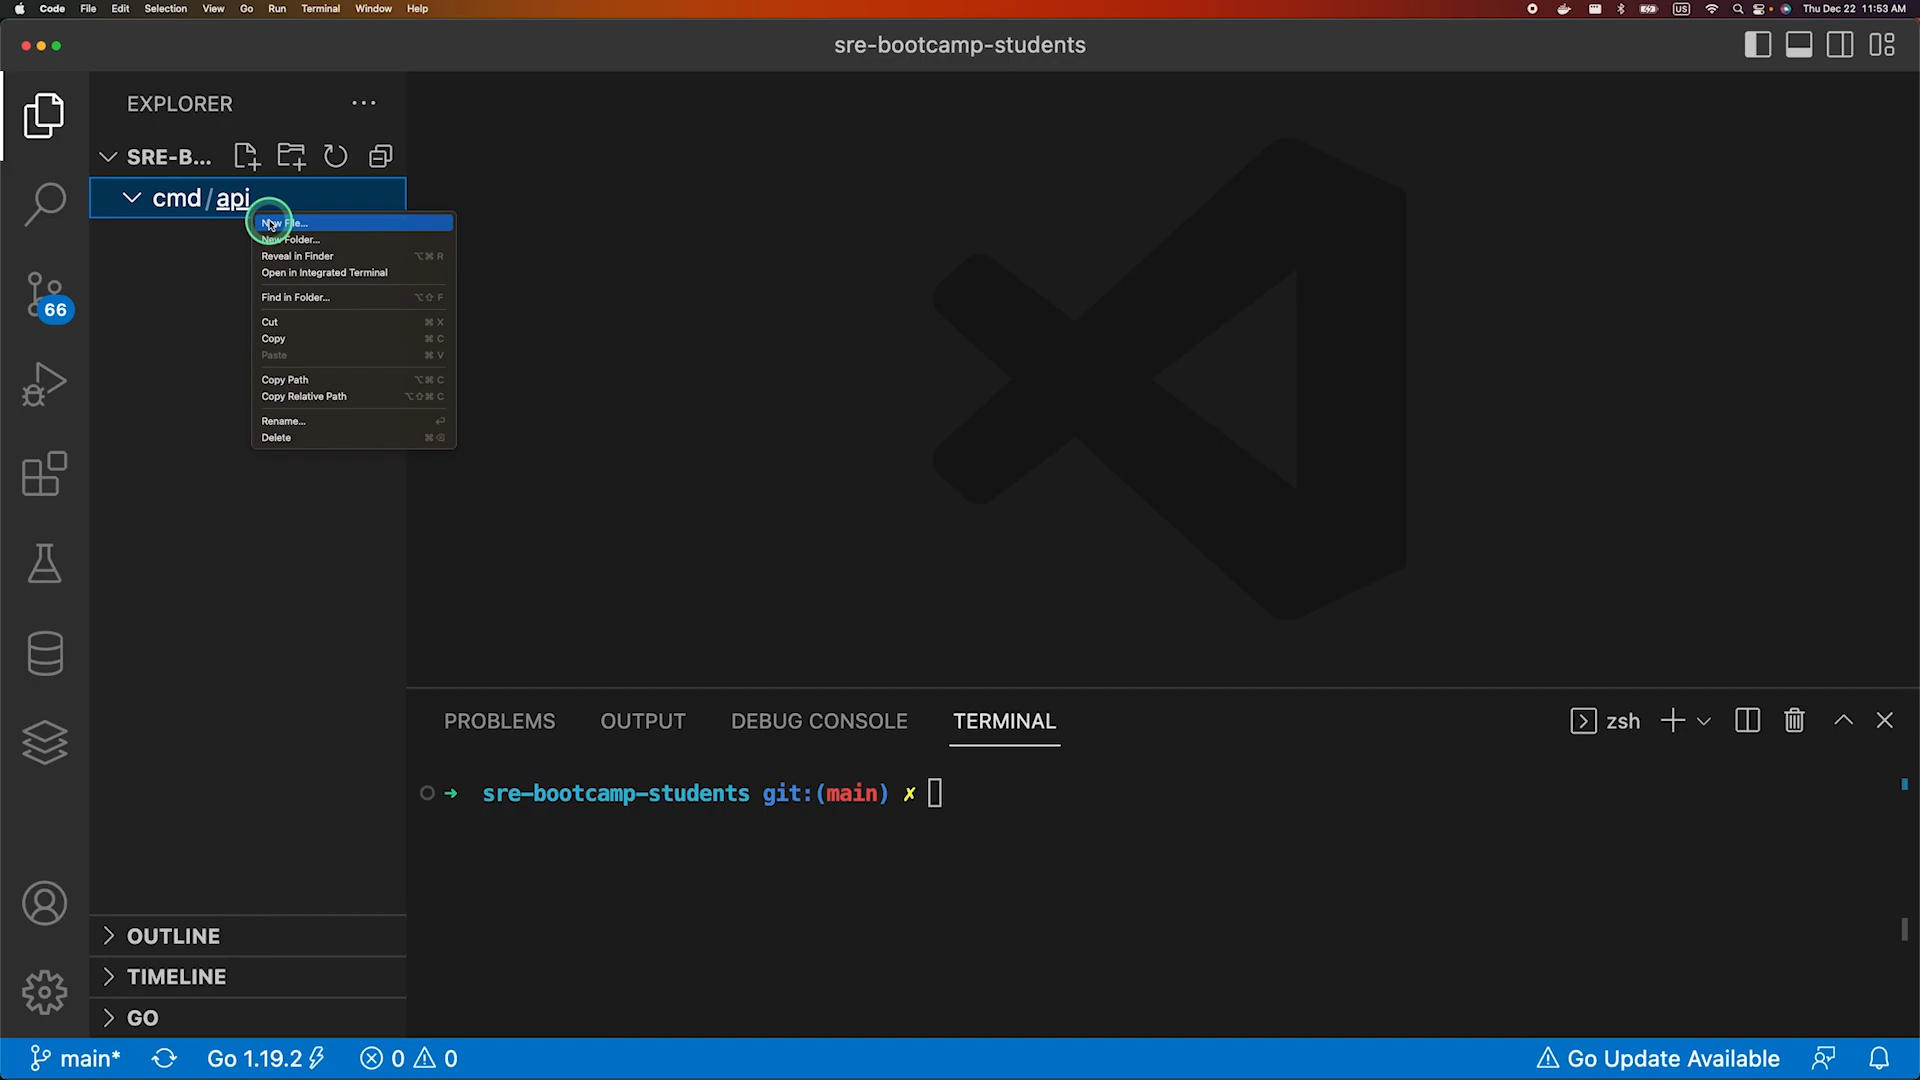 Code File Edit Selection View Go Run Terminal Window Help
US Thu Dec 22 11:53 AM
sre-bootcamp-students
EXPLORER
SRE-B...
cmd/api
New File...
New Folder...
Reveal in Finder ⌥⌘ R
Open in Integrated Terminal
Find in Folder... ⌥⇧ F
Cut ⌘ X
Copy ⌘ C
Paste ⌘ V
Copy Path ⌥⌘ C
Copy Relative Path ⌥⇧⌘ C
Rename... ⏎
Delete ⌘⌫
66
PROBLEMS OUTPUT DEBUG CONSOLE TERMINAL
zsh
➜ sre-bootcamp-students git:(main) ✗
OUTLINE
TIMELINE
GO
main* Go 1.19.2 0 0
Go Update Available